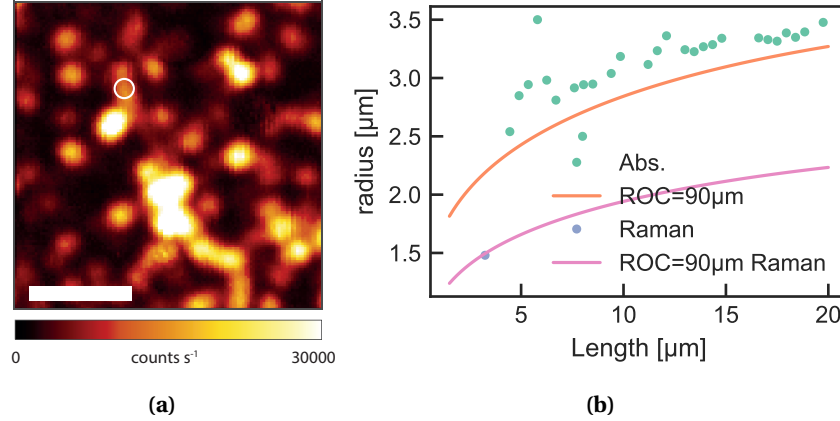 0 counts s⁻¹ 30000
(a)
radius [µm]
3.5
3.0
2.5
2.0
1.5
Abs.
ROC=90µm
Raman
ROC=90µm Raman
5 10 15 20
Length [µm]
(b)